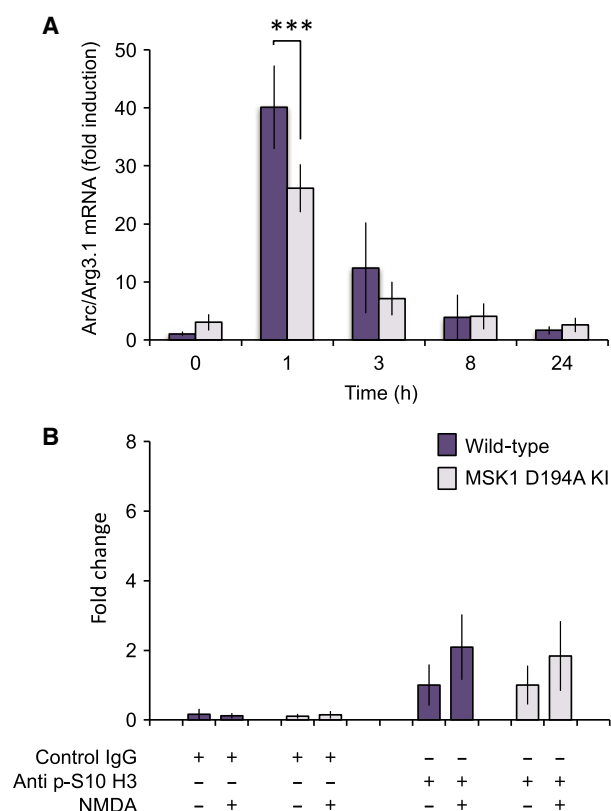 A
***
50
40
30
20
10
0
Arc/Arg3.1 mRNA (fold induction)
0 1 3 8 24
Time (h)
B
Wild-type
MSK1 D194A KI
8
6
4
2
0
Fold change
Control IgG + + + + – – – –
Anti p-S10 H3 – – – – + + + +
NMDA – + – + – + – +